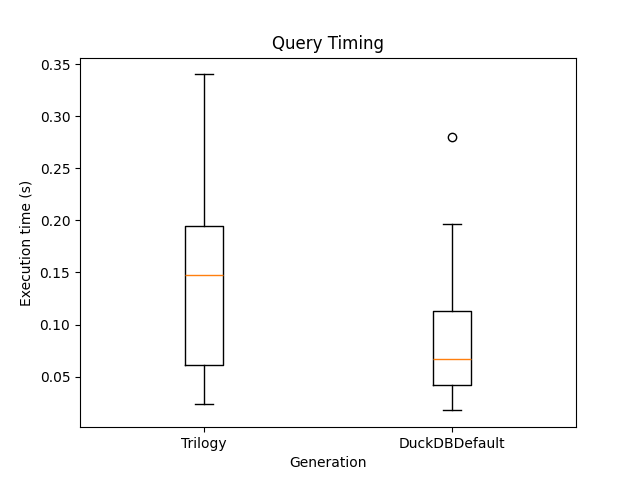 Query Timing
0.35
0.30
0.25
0.20
0.15
0.10
0.05
Execution time (s)
Trilogy
DuckDBDefault
Generation